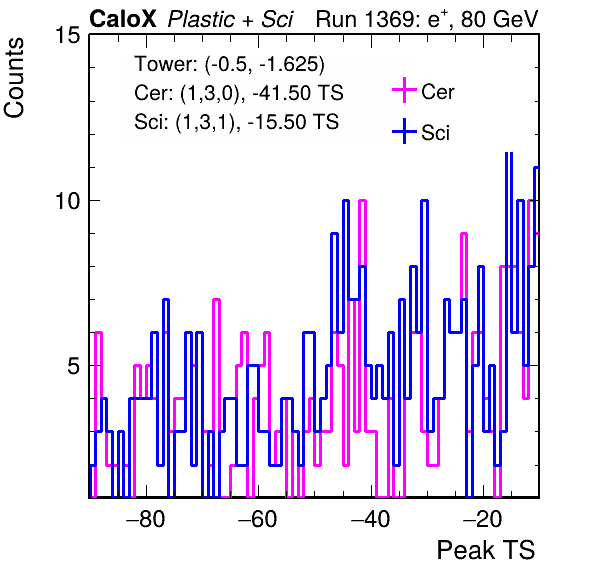 CaloX Plastic + Sci Run 1369: e+, 80 GeV
Counts
15
10
5
Tower: (-0.5, -1.625)
Cer: (1,3,0), -41.50 TS
Sci: (1,3,1), -15.50 TS
Cer
Sci
−80 −60 −40 −20
Peak TS